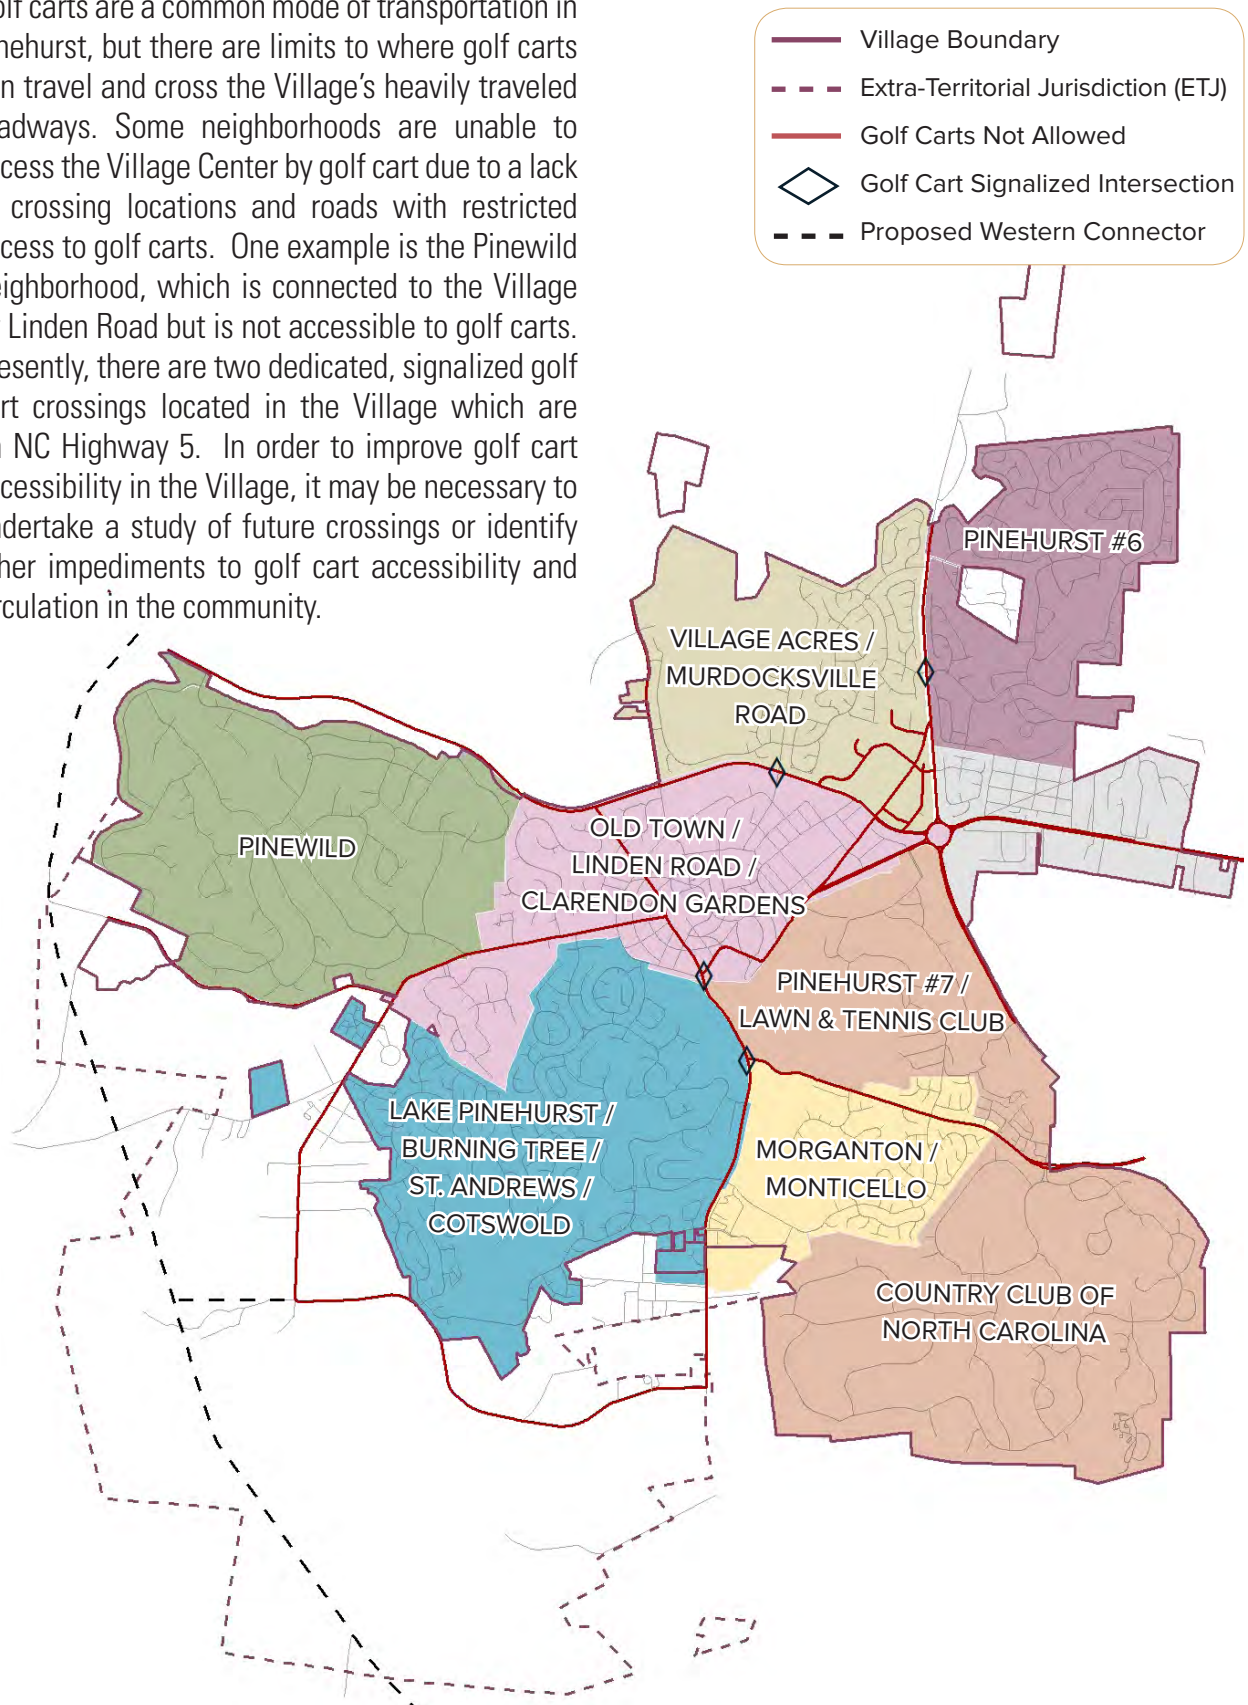 olf carts are a common mode of transportation in
nehurst, but there are limits to where golf carts
n travel and cross the Village's heavily traveled
adways. Some neighborhoods are unable to
cess the Village Center by golf cart due to a lack
crossing locations and roads with restricted
cess to golf carts. One example is the Pinewild
eighborhood, which is connected to the Village
Linden Road but is not accessible to golf carts.
esently, there are two dedicated, signalized golf
rt crossings located in the Village which are
n NC Highway 5. In order to improve golf cart
cessibility in the Village, it may be necessary to
ndertake a study of future crossings or identify
her impediments to golf cart accessibility and
rculation in the community.
Village Boundary
Extra-Territorial Jurisdiction (ETJ)
Golf Carts Not Allowed
Golf Cart Signalized Intersection
Proposed Western Connector
PINEHURST #6
VILLAGE ACRES /
MURDOCKSVILLE
ROAD
PINEWILD
OLD TOWN /
LINDEN ROAD /
CLARENDON GARDENS
PINEHURST #7 /
LAWN & TENNIS CLUB
LAKE PINEHURST /
BURNING TREE /
ST. ANDREWS /
COTSWOLD
MORGANTON /
MONTICELLO
COUNTRY CLUB OF
NORTH CAROLINA